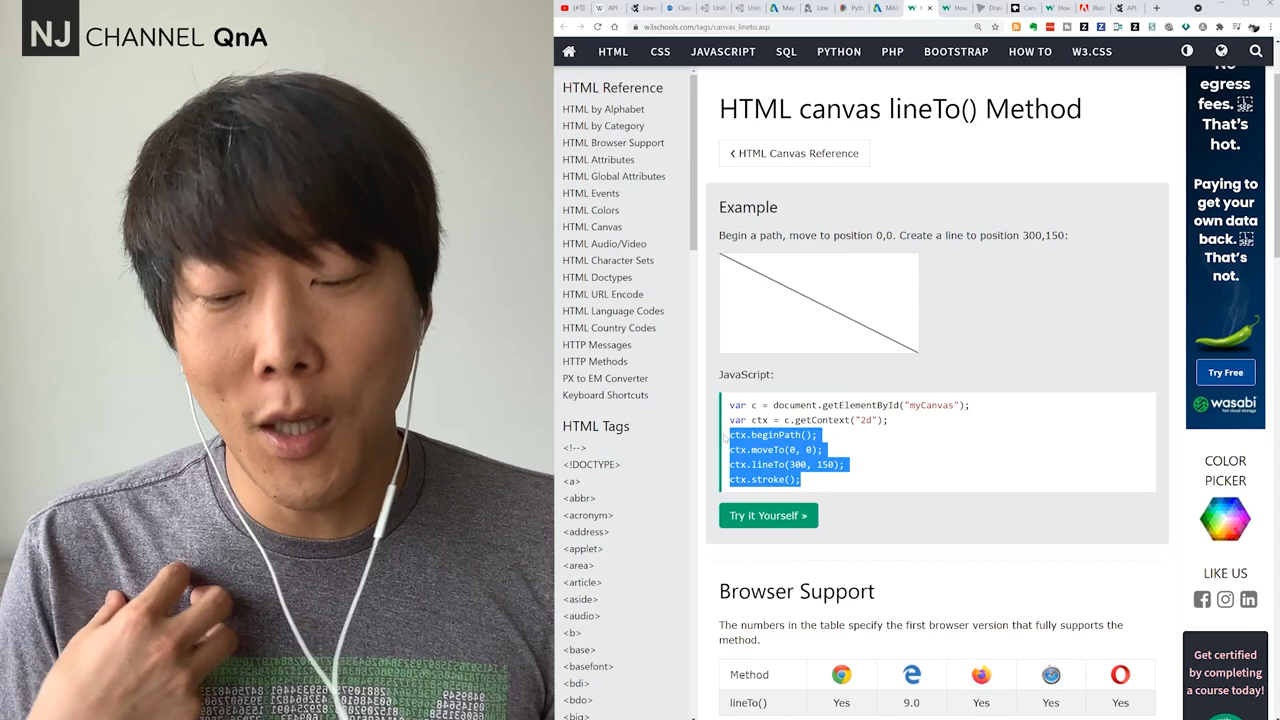 NJ CHANNEL QnA
w3schools.com/tags/canvas_lineto.asp
HTML CSS JAVASCRIPT SQL PYTHON PHP BOOTSTRAP HOW TO W3.CSS
HTML Reference
HTML by Alphabet
HTML by Category
HTML Browser Support
HTML Attributes
HTML Global Attributes
HTML Events
HTML Colors
HTML Canvas
HTML Audio/Video
HTML Character Sets
HTML Doctypes
HTML URL Encode
HTML Language Codes
HTML Country Codes
HTTP Messages
HTTP Methods
PX to EM Converter
Keyboard Shortcuts
HTML Tags
<!-->
<!DOCTYPE>
<a>
<abbr>
<acronym>
<address>
<applet>
<area>
<article>
<aside>
<audio>
<b>
<base>
<basefont>
<bdi>
<bdo>
<big>
HTML canvas lineTo() Method
❮ HTML Canvas Reference
Example
Begin a path, move to position 0,0. Create a line to position 300,150:
JavaScript:
var c = document.getElementById("myCanvas");
var ctx = c.getContext("2d");
ctx.beginPath();
ctx.moveTo(0, 0);
ctx.lineTo(300, 150);
ctx.stroke();
Try it Yourself »
Browser Support
The numbers in the table specify the first browser version that fully supports the
method.
Method
lineTo() Yes 9.0 Yes Yes Yes
No
egress
fees.
That's
hot.
Paying to
get your
own data
back.
That's
not.
Try Free
wasabi
hot cloud storage
COLOR
PICKER
LIKE US
Get certified
by completing
a course today!